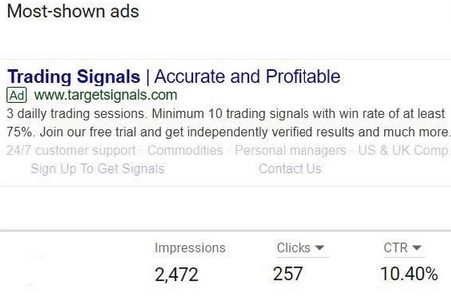 Most-shown ads
Trading Signals | Accurate and Profitable
Ad www.targetsignals.com
3 dailly trading sessions. Minimum 10 trading signals with win rate of at least
75%. Join our free trial and get independently verified results and much more.
24/7 customer support · Commodities · Personal managers · US & UK Comp.
Sign Up To Get Signals Contact Us
Impressions Clicks ▼ CTR ▼
2,472 257 10.40%